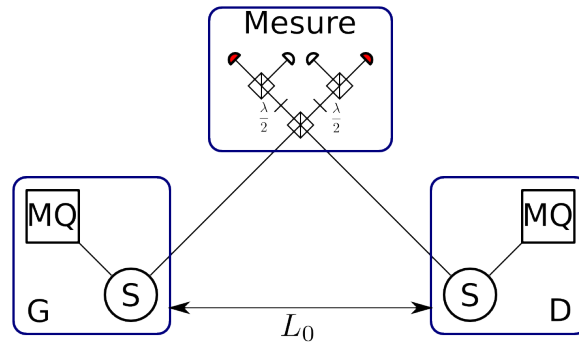 Mesure
λ/2 λ/2
MQ MQ
S S
G D
L₀